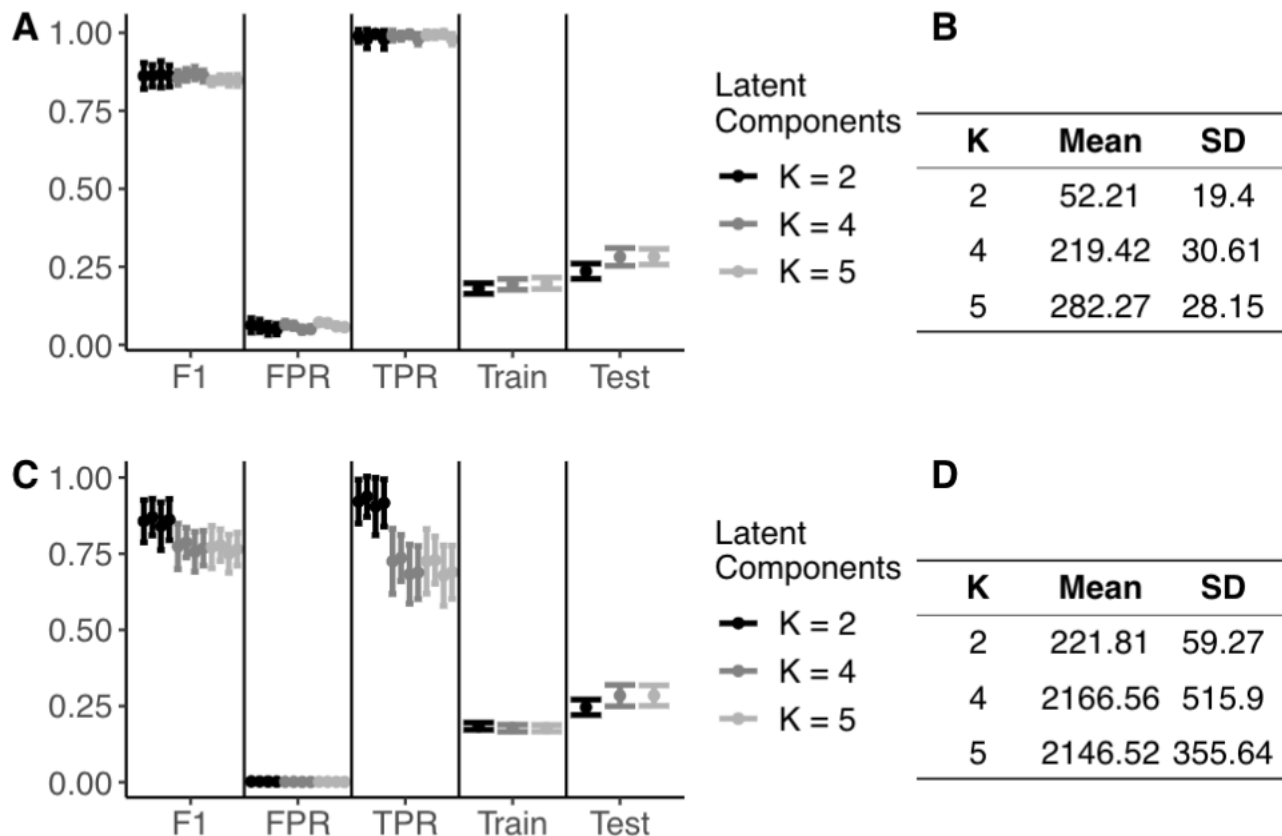 A
1.00
0.75
0.50
0.25
0.00
F1 FPR TPR Train Test
Latent
Components
K = 2
K = 4
K = 5
B
K Mean SD
2 52.21 19.4
4 219.42 30.61
5 282.27 28.15
C
1.00
0.75
0.50
0.25
0.00
F1 FPR TPR Train Test
Latent
Components
K = 2
K = 4
K = 5
D
K Mean SD
2 221.81 59.27
4 2166.56 515.9
5 2146.52 355.64